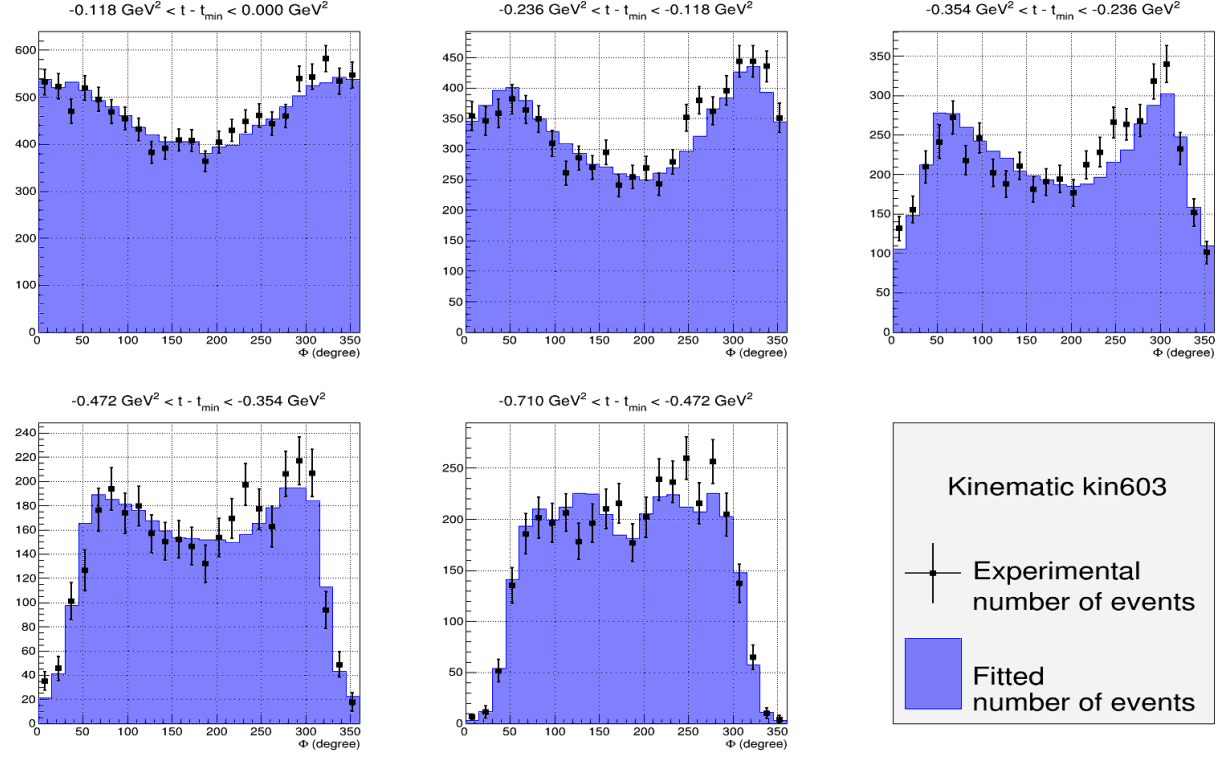 -0.118 GeV² < t - tmin < 0.000 GeV²
600
500
400
300
200
100
0
0 50 100 150 200 250 300 350
Φ (degree)
-0.236 GeV² < t - tmin < -0.118 GeV²
450
400
350
300
250
200
150
100
50
0
0 50 100 150 200 250 300 350
Φ (degree)
-0.354 GeV² < t - tmin < -0.236 GeV²
350
300
250
200
150
100
50
0
0 50 100 150 200 250 300 350
Φ (degree)
-0.472 GeV² < t - tmin < -0.354 GeV²
240
220
200
180
160
140
120
100
80
60
40
20
0
0 50 100 150 200 250 300 350
Φ (degree)
-0.710 GeV² < t - tmin < -0.472 GeV²
250
200
150
100
50
0
0 50 100 150 200 250 300 350
Φ (degree)
Kinematic kin603
Experimental
number of events
Fitted
number of events